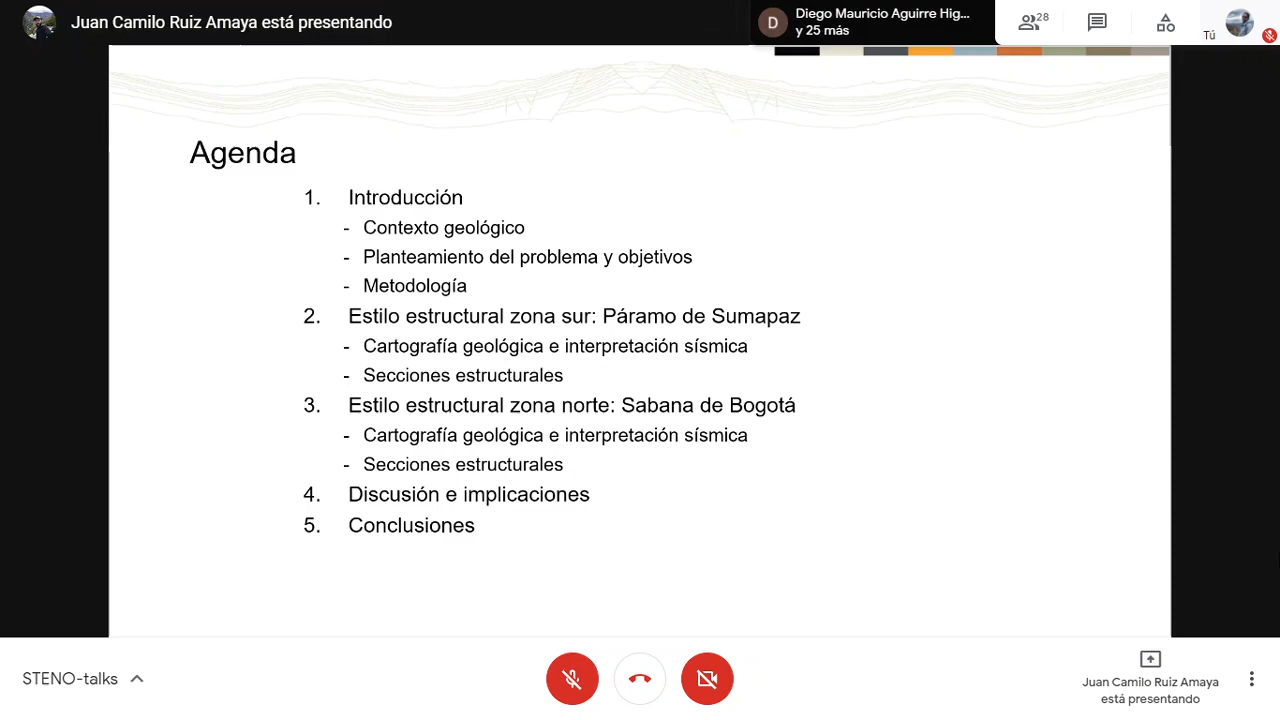 Juan Camilo Ruiz Amaya está presentando
D
Diego Mauricio Aguirre Hig...
y 25 más
28
Tú
Agenda
1. Introducción
- Contexto geológico
- Planteamiento del problema y objetivos
- Metodología
2. Estilo estructural zona sur: Páramo de Sumapaz
- Cartografía geológica e interpretación sísmica
- Secciones estructurales
3. Estilo estructural zona norte: Sabana de Bogotá
- Cartografía geológica e interpretación sísmica
- Secciones estructurales
4. Discusión e implicaciones
5. Conclusiones
STENO-talks
Juan Camilo Ruiz Amaya
está presentando